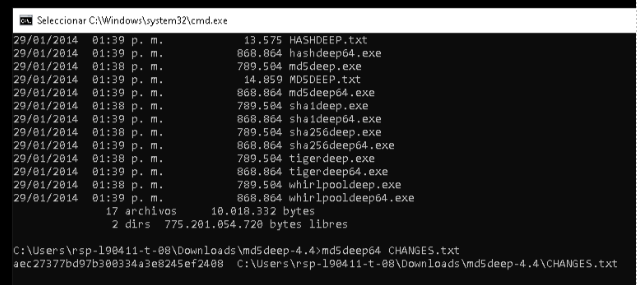 Seleccionar C:\Windows\system32\cmd.exe
29/01/2014  01:39 p. m.            13.575 HASHDEEP.txt
29/01/2014  01:39 p. m.           868.864 hashdeep64.exe
29/01/2014  01:38 p. m.           789.504 md5deep.exe
29/01/2014  01:39 p. m.            14.859 MD5DEEP.txt
29/01/2014  01:39 p. m.           868.864 md5deep64.exe
29/01/2014  01:38 p. m.           789.504 sha1deep.exe
29/01/2014  01:39 p. m.           868.864 sha1deep64.exe
29/01/2014  01:38 p. m.           789.504 sha256deep.exe
29/01/2014  01:39 p. m.           868.864 sha256deep64.exe
29/01/2014  01:38 p. m.           789.504 tigerdeep.exe
29/01/2014  01:39 p. m.           868.864 tigerdeep64.exe
29/01/2014  01:38 p. m.           789.504 whirlpooldeep.exe
29/01/2014  01:39 p. m.           868.864 whirlpooldeep64.exe
17 archivos     10.018.332 bytes
2 dirs  775.201.054.720 bytes libres
C:\Users\rsp-l90411-t-08\Downloads\md5deep-4.4>md5deep64 CHANGES.txt
aec27377bd97b300334a3e8245ef2408  C:\Users\rsp-l90411-t-08\Downloads\md5deep-4.4\CHANGES.txt